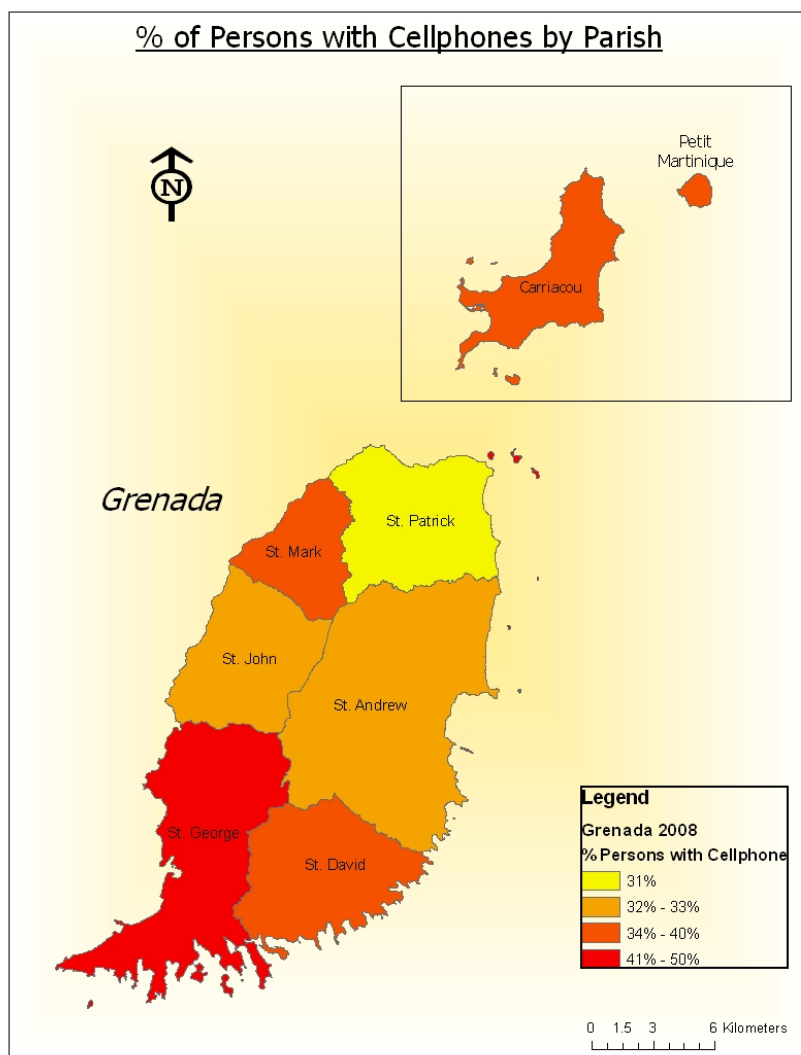 % of Persons with Cellphones by Parish
N
Petit
Martinique
Carriacou
Grenada
St. Patrick
St. Mark
St. John
St. Andrew
St. George
St. David
Legend
Grenada 2008
% Persons with Cellphone
31%
32% - 33%
34% - 40%
41% - 50%
0 1.5 3 6 Kilometers